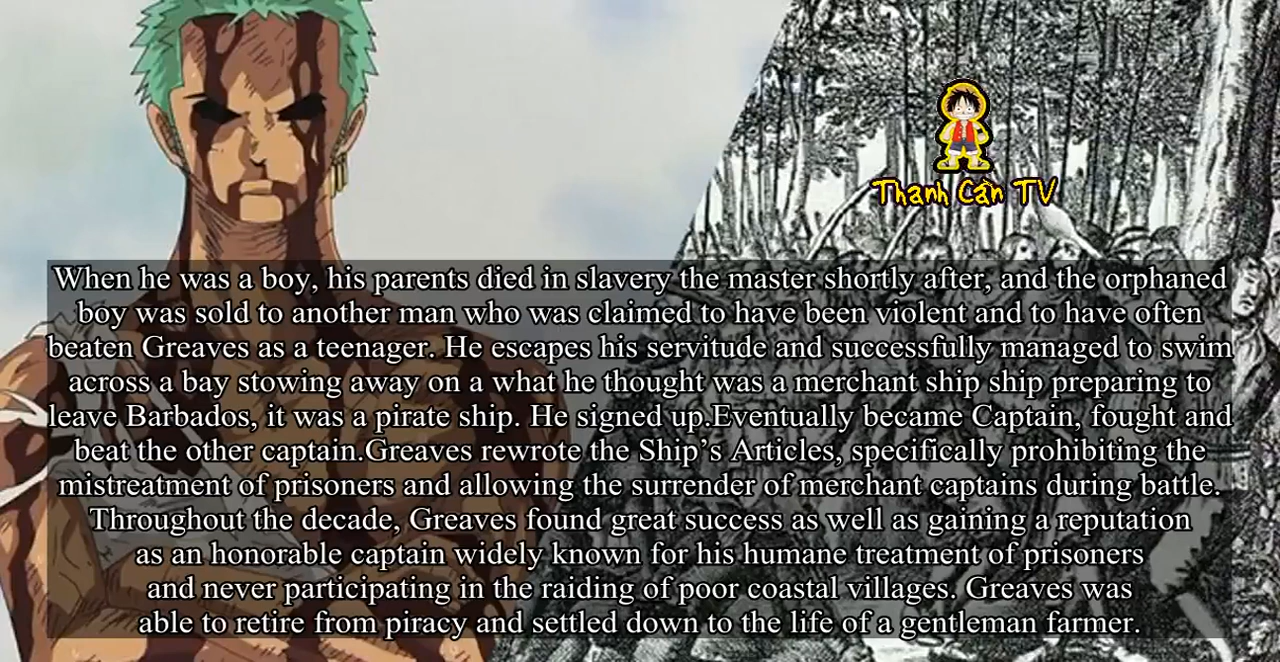 Thanh Càn TV
When he was a boy, his parents died in slavery the master shortly after, and the orphaned
boy was sold to another man who was claimed to have been violent and to have often
beaten Greaves as a teenager. He escapes his servitude and successfully managed to swim
across a bay stowing away on a what he thought was a merchant ship ship preparing to
leave Barbados, it was a pirate ship. He signed up.Eventually became Captain, fought and
beat the other captain.Greaves rewrote the Ship’s Articles, specifically prohibiting the
mistreatment of prisoners and allowing the surrender of merchant captains during battle.
Throughout the decade, Greaves found great success as well as gaining a reputation
as an honorable captain widely known for his humane treatment of prisoners
and never participating in the raiding of poor coastal villages. Greaves was
able to retire from piracy and settled down to the life of a gentleman farmer.